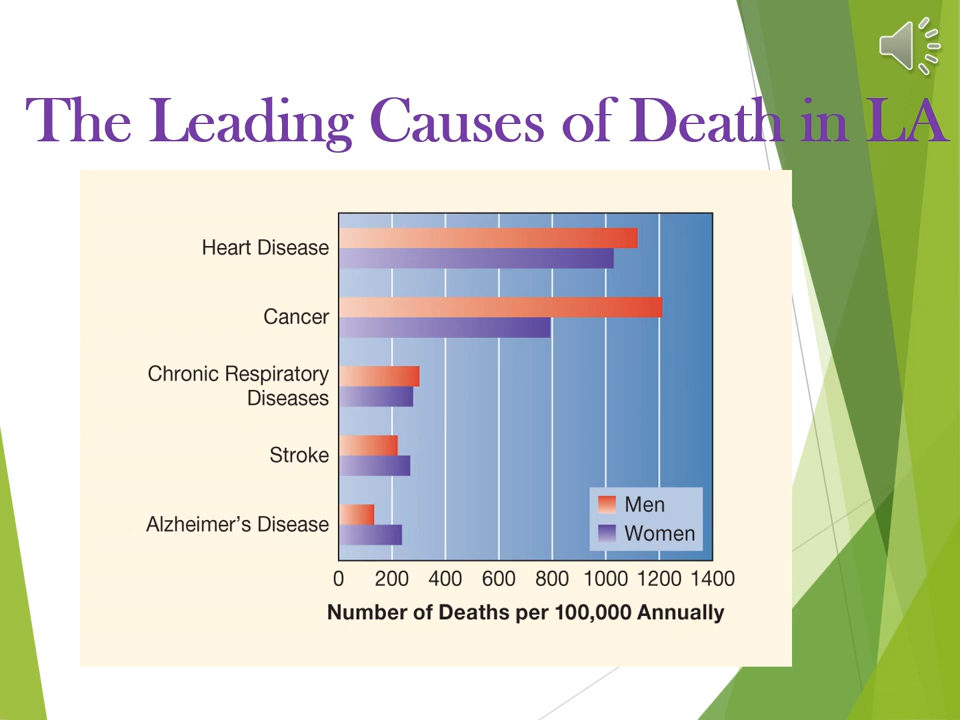 The Leading Causes of Death in LA
Heart Disease
Cancer
Chronic Respiratory
Diseases
Stroke
Alzheimer’s Disease
Men
Women
0 200 400 600 800 1000 1200 1400
Number of Deaths per 100,000 Annually